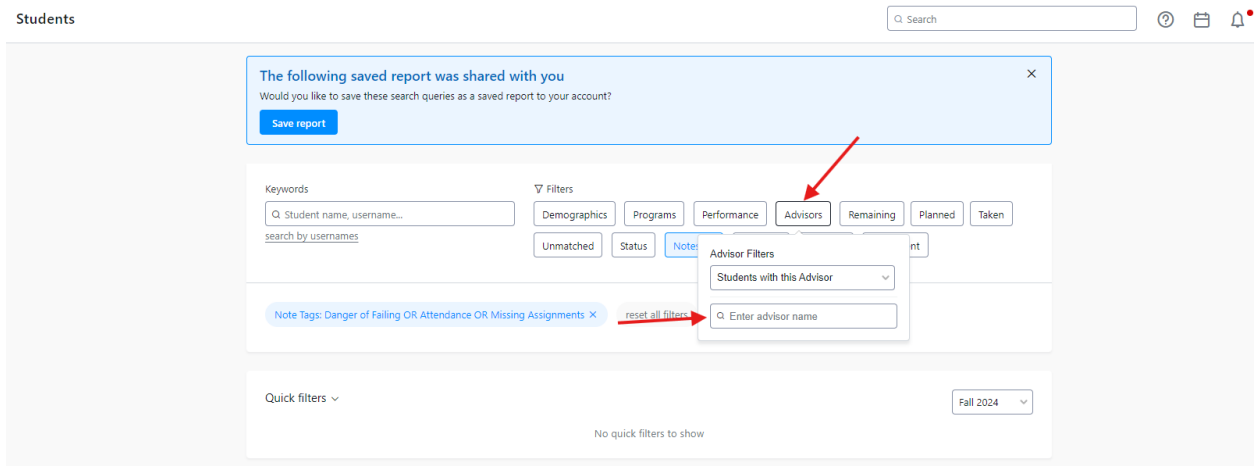 Students
Search
The following saved report was shared with you
Would you like to save these search queries as a saved report to your account?
Save report
Keywords
Student name, username...
search by usernames
Filters
Demographics
Programs
Performance
Advisors
Remaining
Planned
Taken
Unmatched
Status
Notes
Advisor Filters
Students with this Advisor
Enter advisor name
Note Tags: Danger of Failing OR Attendance OR Missing Assignments
reset all filters
Quick filters
Fall 2024
No quick filters to show